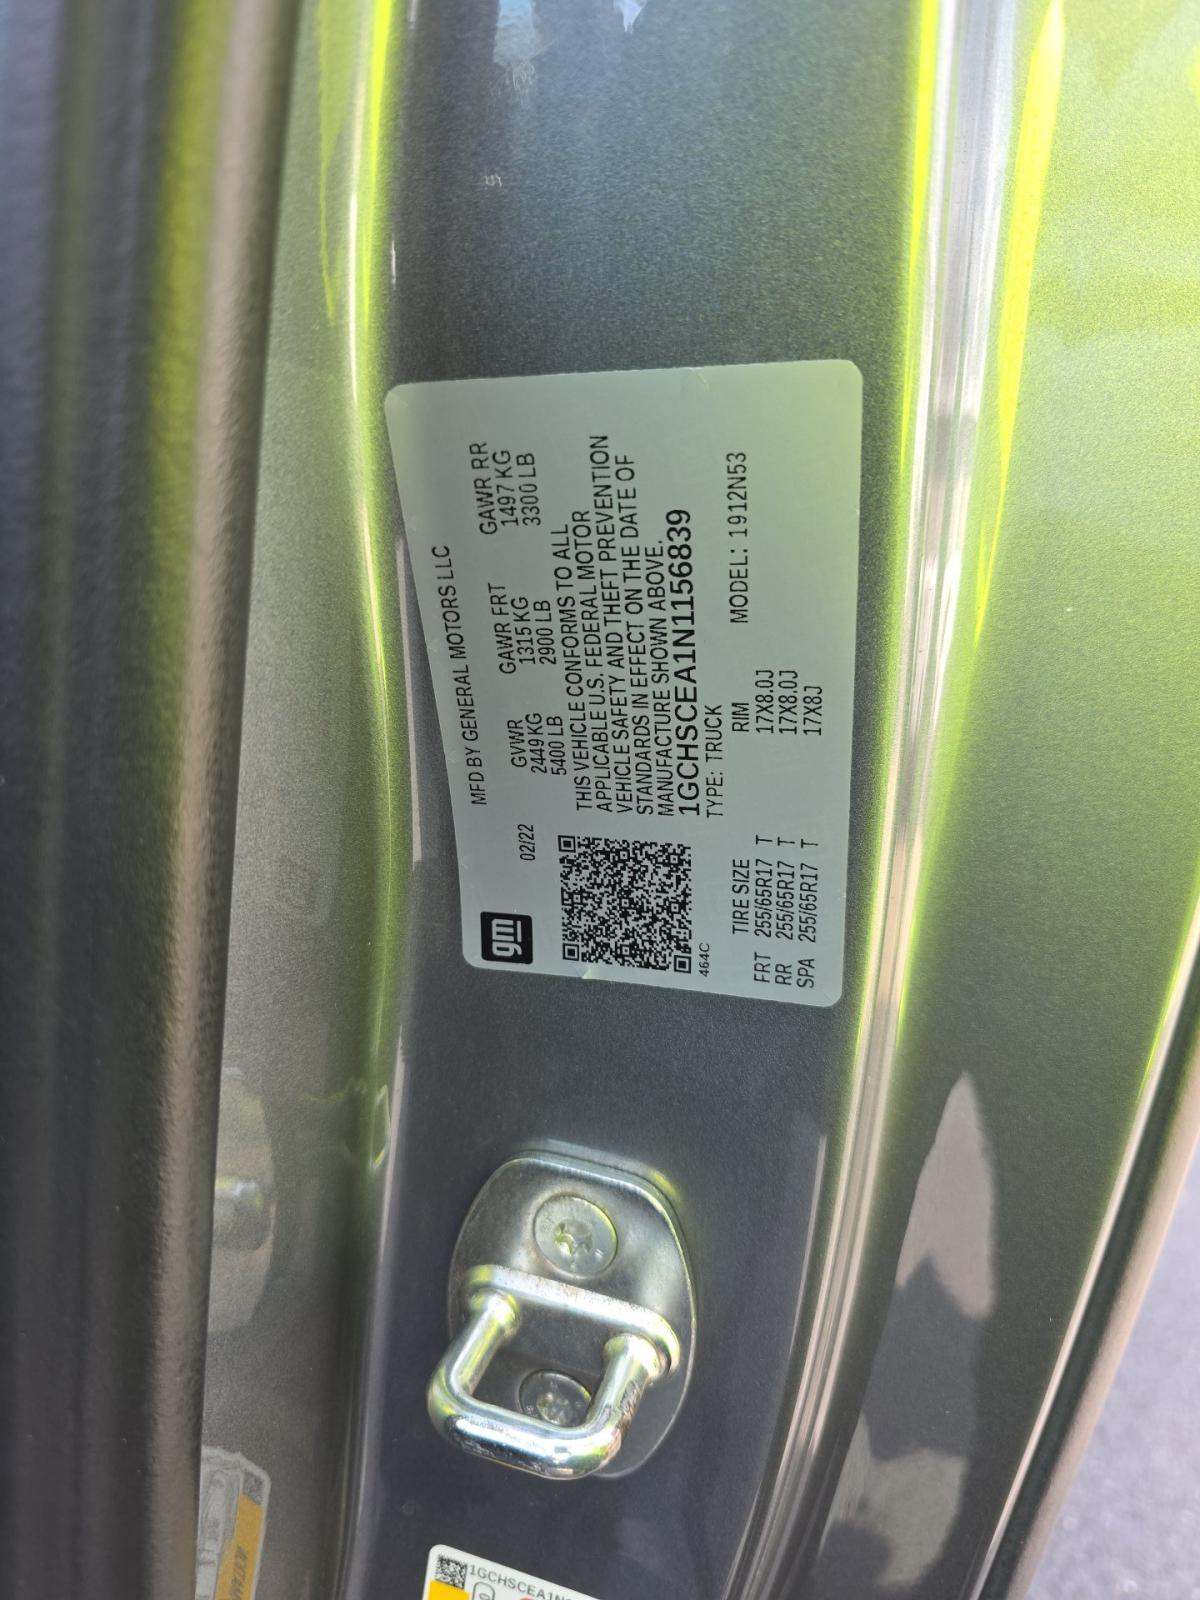 MFD BY GENERAL MOTORS LLC
gm
02/22
GVWR GAWR FRT GAWR RR
2449 KG 1315 KG 1497 KG
5400 LB 2900 LB 3300 LB
THIS VEHICLE CONFORMS TO ALL
APPLICABLE U.S. FEDERAL MOTOR
VEHICLE SAFETY AND THEFT PREVENTION
STANDARDS IN EFFECT ON THE DATE OF
MANUFACTURE SHOWN ABOVE.
1GCHSCEA1N1156839
464C
TYPE: TRUCK
MODEL: 1912N53
TIRE SIZE RIM
FRT 255/65R17 T 17X8.0J
RR 255/65R17 T 17X8.0J
SPA 255/65R17 T 17X8J